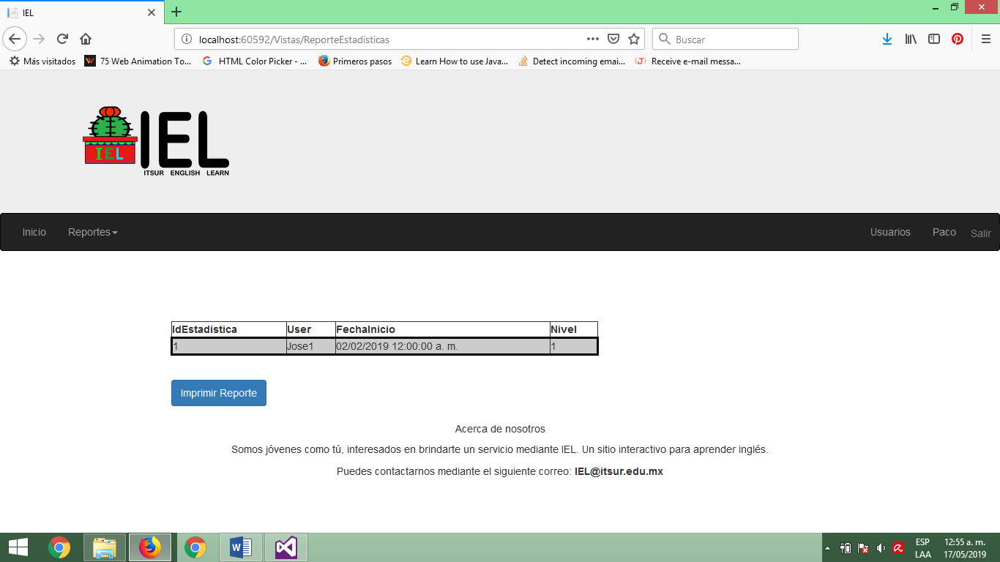 IEL
localhost:60592/Vistas/ReporteEstadisticas
Buscar
Más visitados 75 Web Animation To... HTML Color Picker - ... Primeros pasos Learn How to use Java... Detect incoming emai... Receive e-mail messa...
IEL
IEL
ITSUR ENGLISH LEARN
Inicio Reportes Usuarios Paco Salir
IdEstadistica User FechaInicio Nivel
1 Jose1 02/02/2019 12:00:00 a. m. 1
Imprimir Reporte
Acerca de nosotros
Somos jóvenes como tú, interesados en brindarte un servicio mediante IEL. Un sitio interactivo para aprender inglés.
Puedes contactarnos mediante el siguiente correo: IEL@itsur.edu.mx
ESP 12:55 a. m.
LAA 17/05/2019